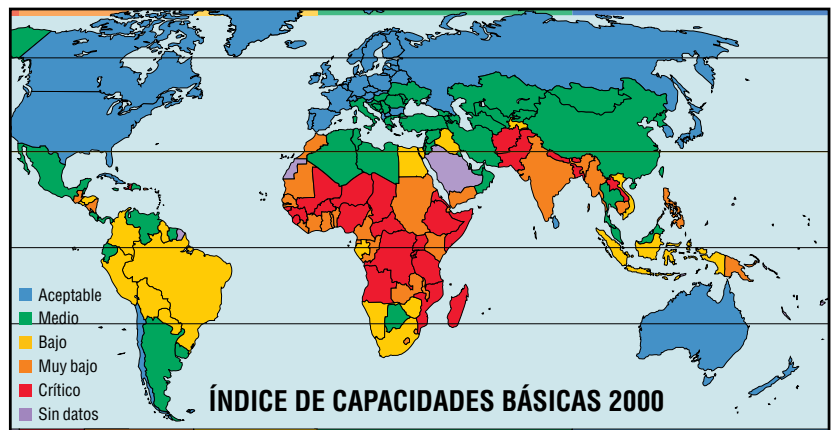 Aceptable
Medio
Bajo
Muy bajo
Crítico
Sin datos
ÍNDICE DE CAPACIDADES BÁSICAS 2000